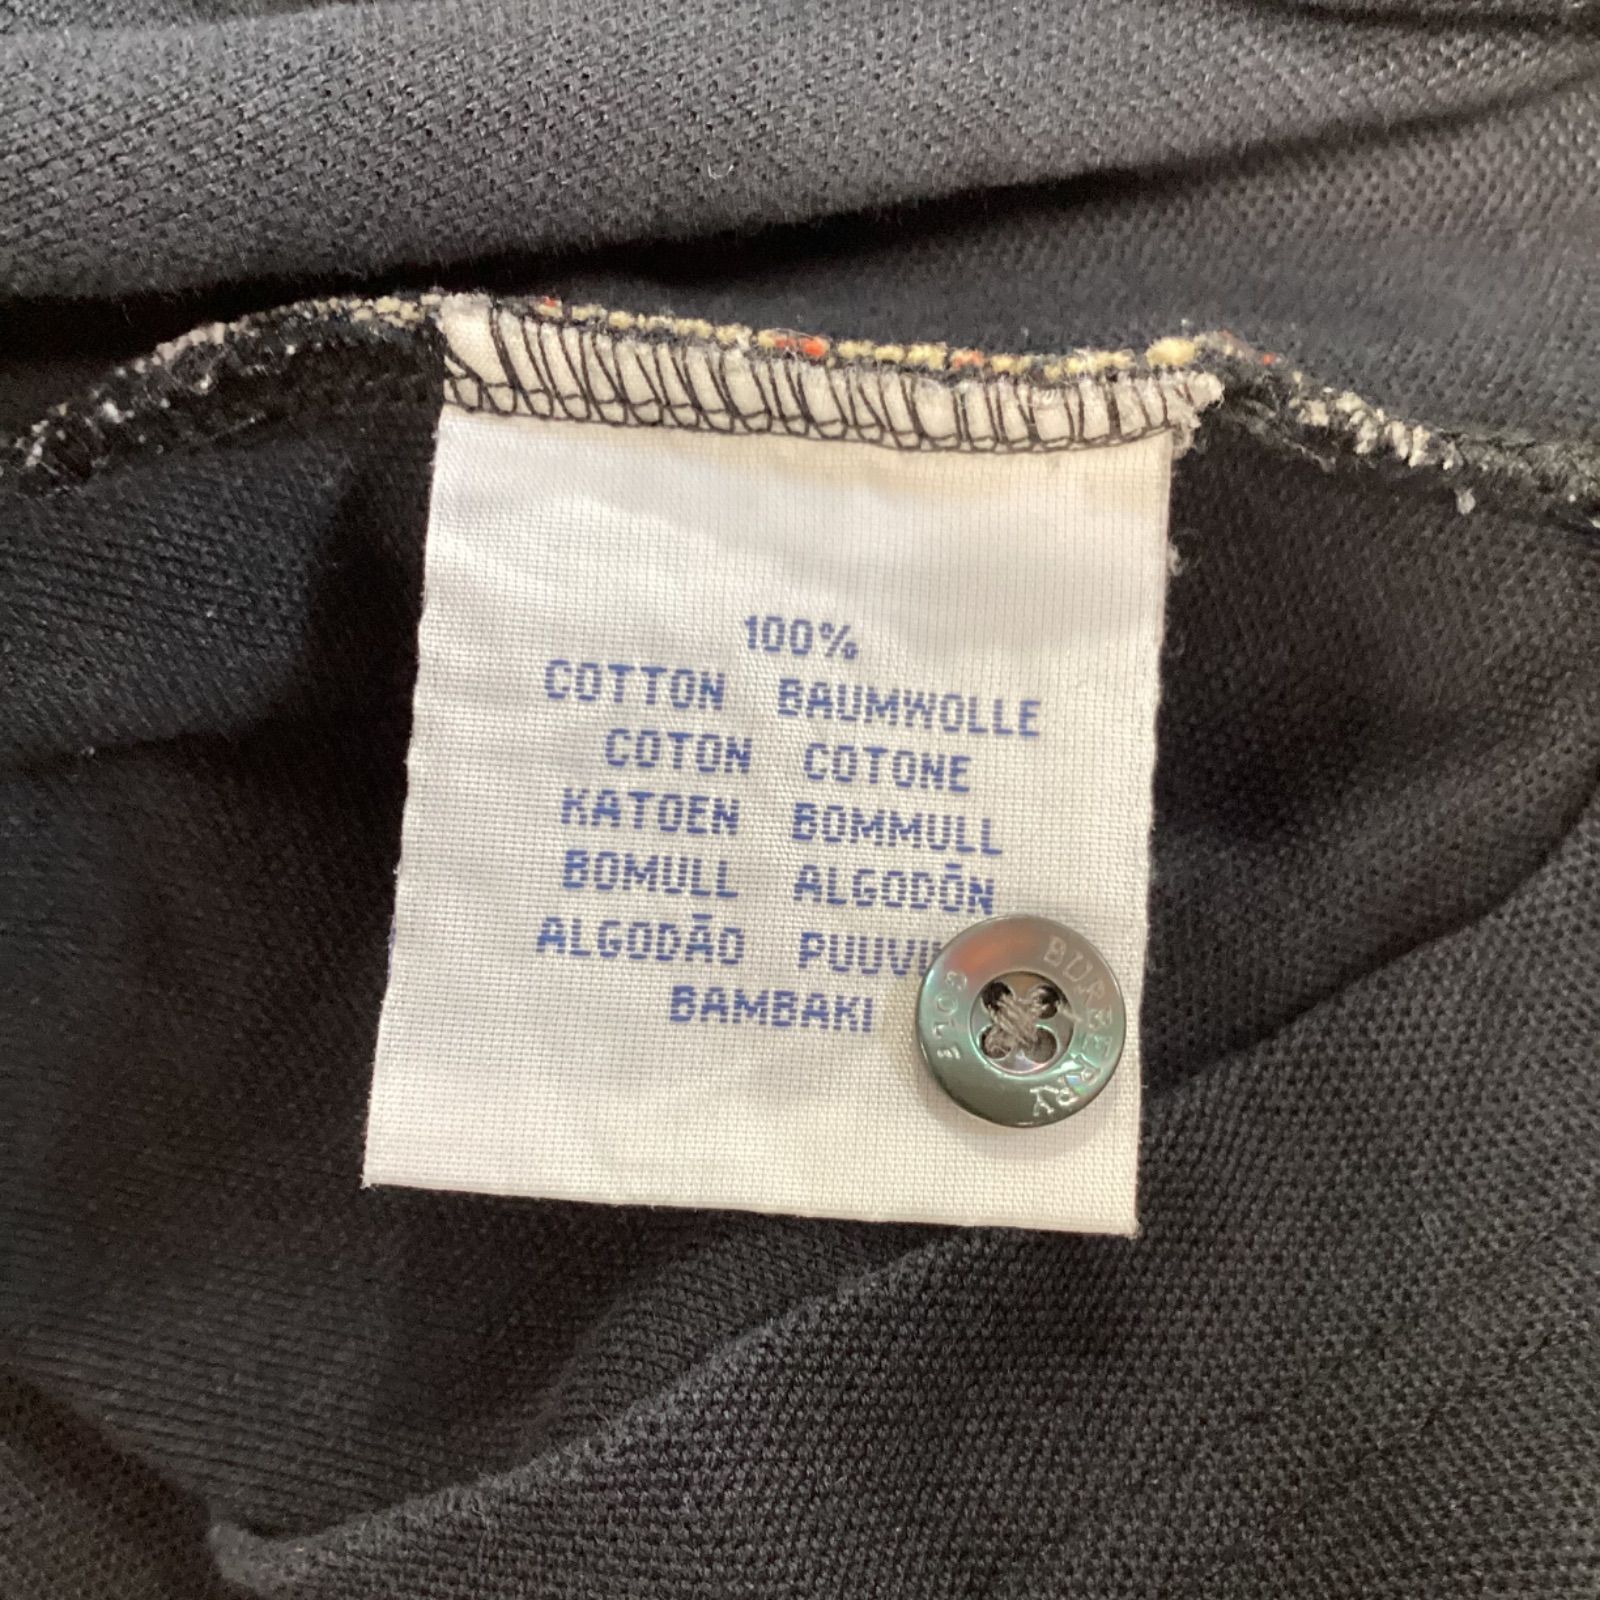 100%
COTTON BAUMWOLLE
COTON COTONE
KATOEN BOMMULL
BOMULL ALGODÓN
ALGODÃO
BAMBAKI
BURBERRY
GOLF